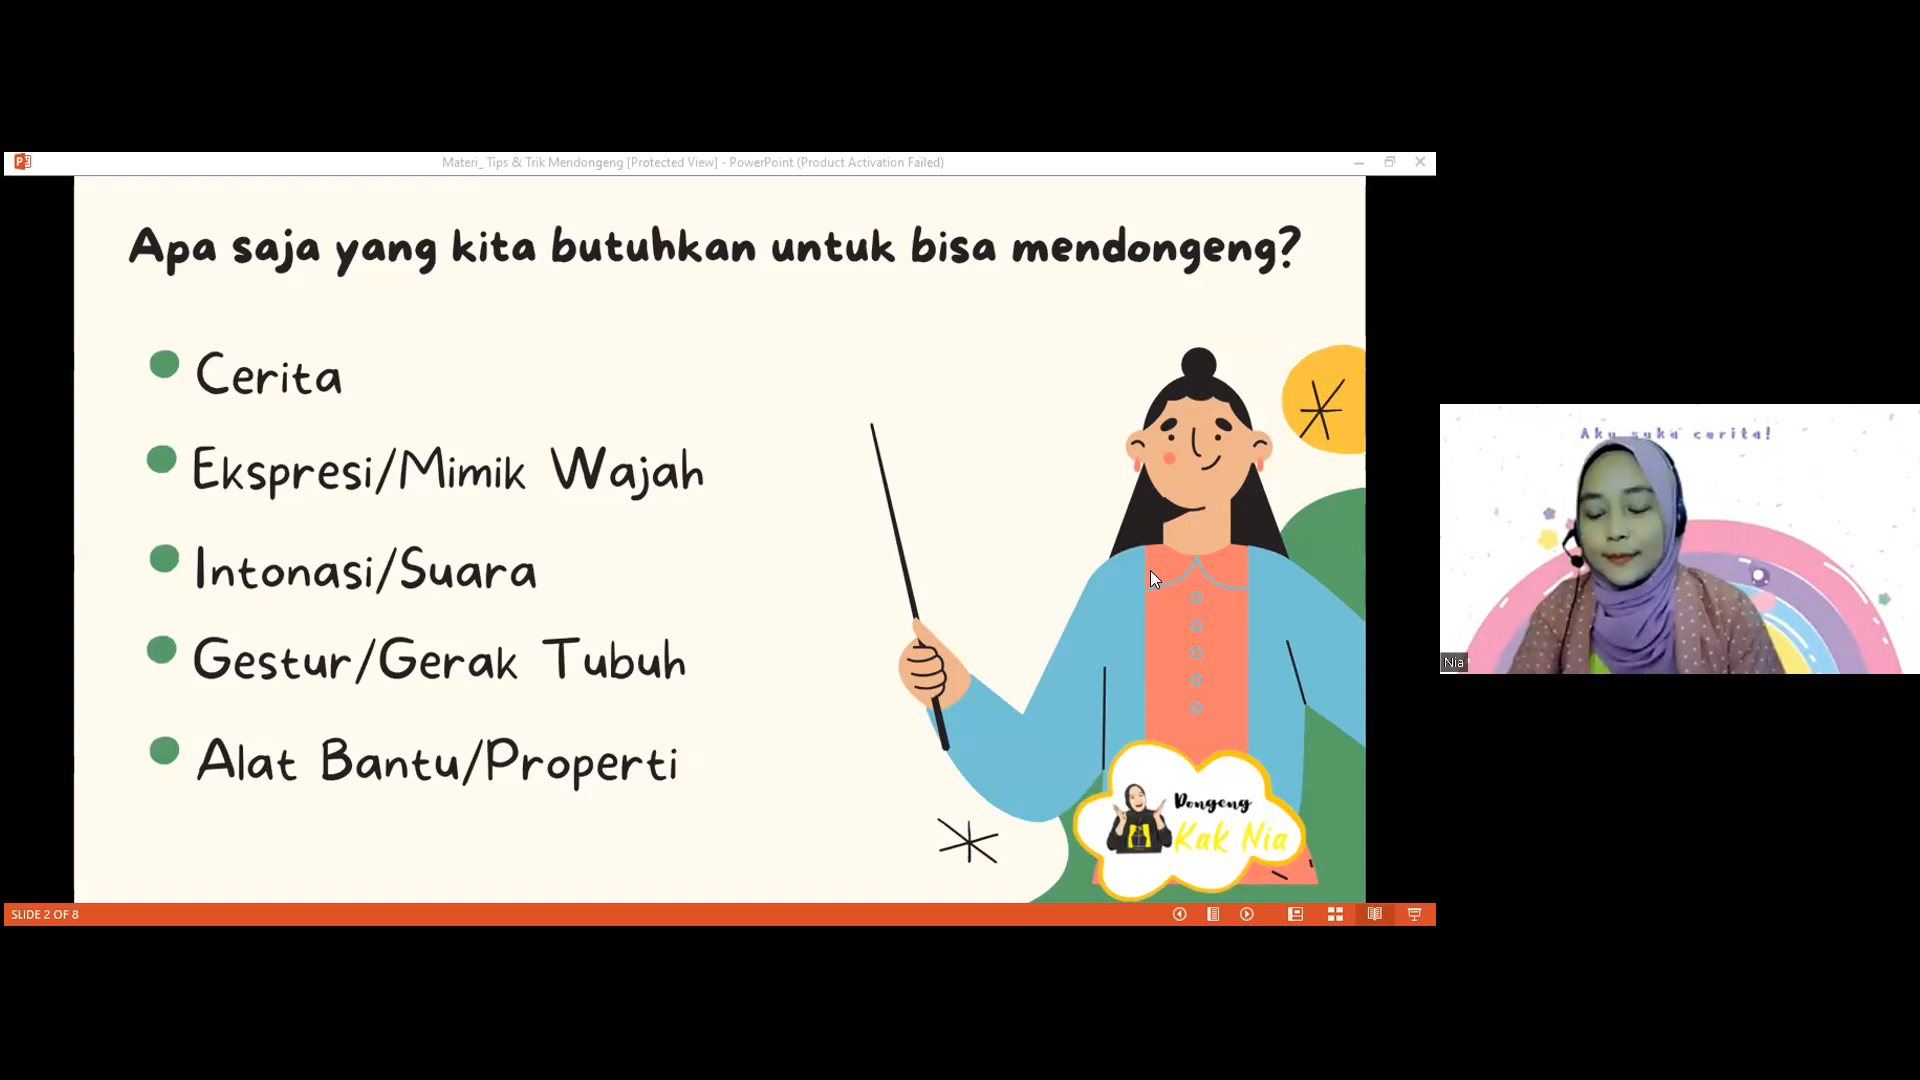 Materi_ Tips & Trik Mendongeng [Protected View] - PowerPoint (Product Activation Failed)
Apa saja yang kita butuhkan untuk bisa mendongeng?
Cerita
Ekspresi/Mimik Wajah
Intonasi/Suara
Gestur/Gerak Tubuh
Alat Bantu/Properti
Dongeng
Kak Nia
SLIDE 2 OF 8
Aku suka cerita!
Nia